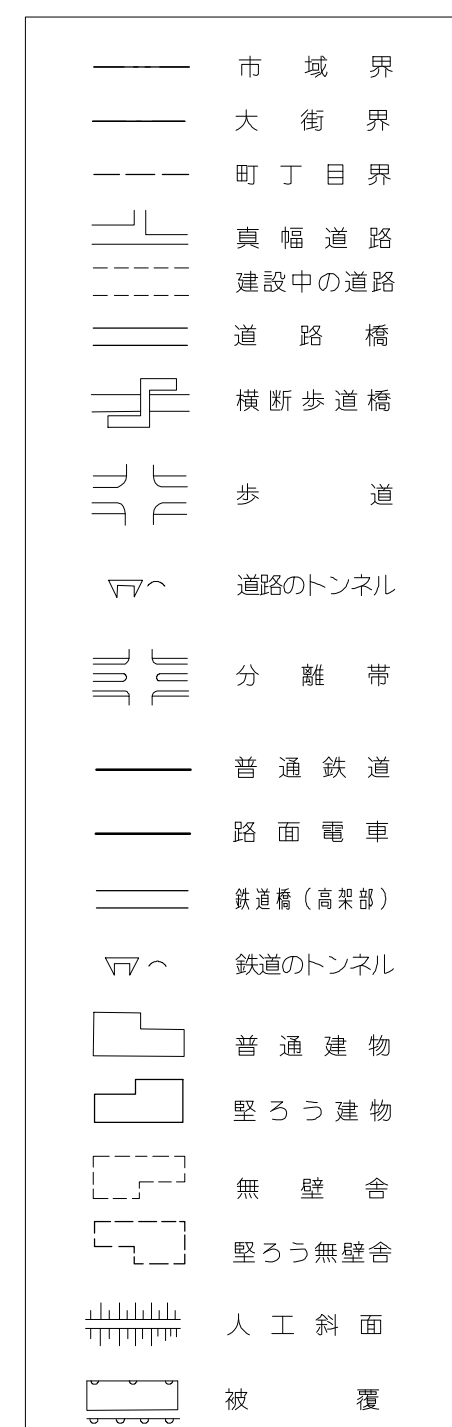 市域界
大街界
町丁目界
真幅道路
建設中の道路
道路橋
横断歩道橋
歩道
道路のトンネル
分離帯
普通鉄道
路面電車
鉄道橋(高架部)
鉄道のトンネル
普通建物
堅ろう建物
無壁舎
堅ろう無壁舎
人工斜面
被覆